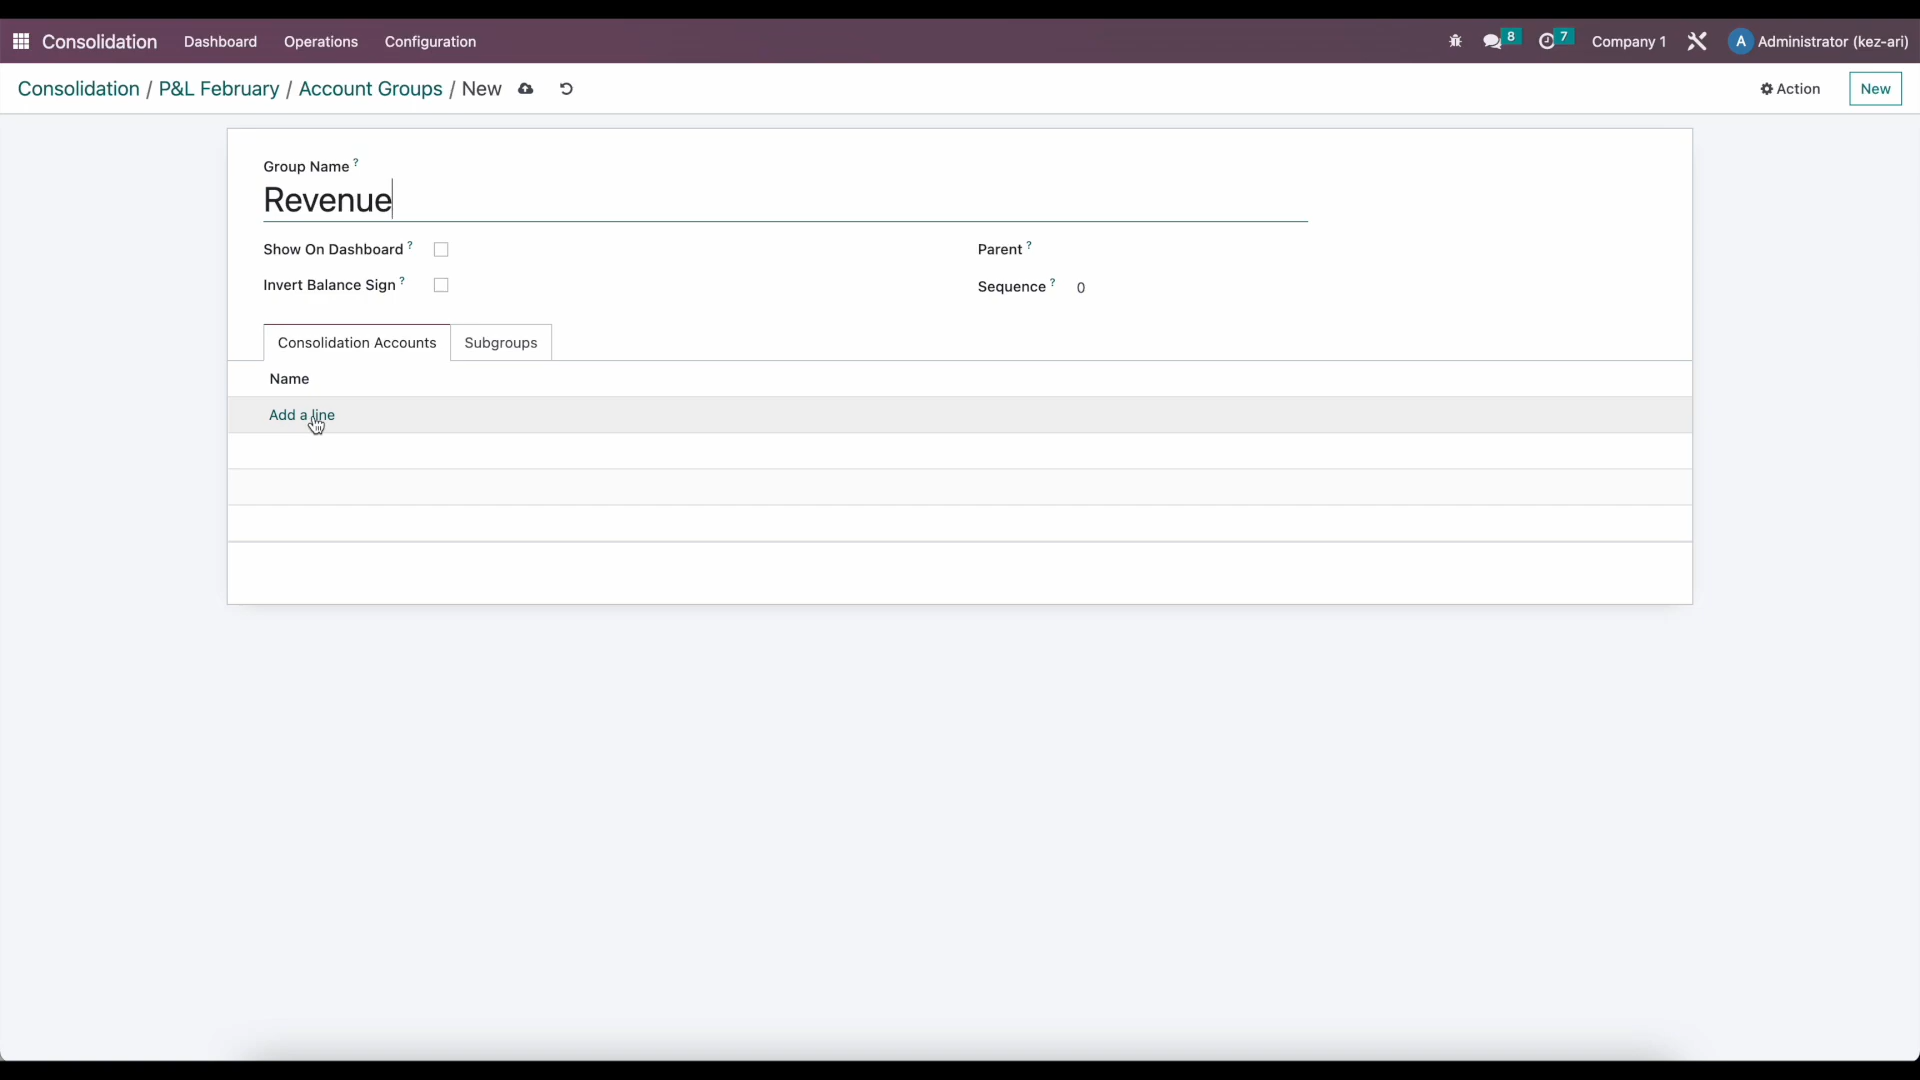 Consolidation Dashboard Operations Configuration 8 7 Company 1 A Administrator (kez-ari)
Consolidation / P&L February / Account Groups / New Action New
Group Name ?
Revenue
Show On Dashboard ? Parent ?
Invert Balance Sign ? Sequence ? 0
Consolidation Accounts Subgroups
Name
Add a line